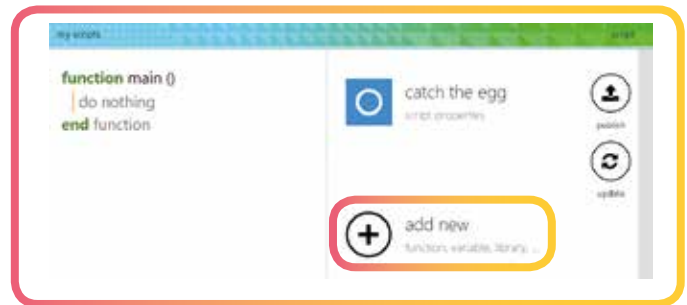 my scripts
script
function main ()
do nothing
end function
catch the egg
script properties
publish
update
add new
function, variable, library, ...